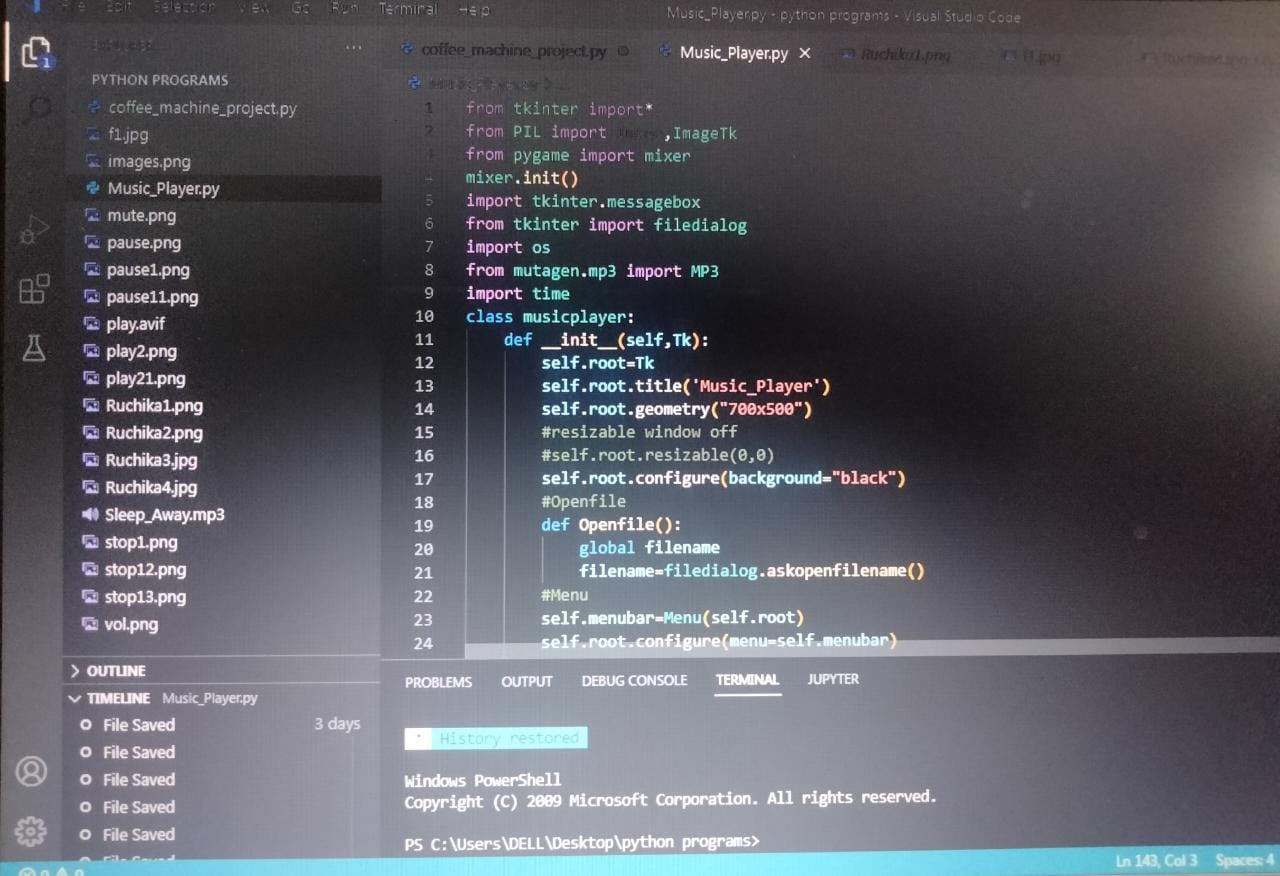 Edit Selection View Go Run Terminal Help
Music_Player.py - python programs - Visual Studio Code
1
PYTHON PROGRAMS
coffee_machine_project.py
f1.jpg
images.png
Music_Player.py
mute.png
pause.png
pause1.png
pause11.png
play.avif
play2.png
play21.png
Ruchika1.png
Ruchika2.png
Ruchika3.jpg
Ruchika4.jpg
Sleep_Away.mp3
stop1.png
stop12.png
stop13.png
vol.png
OUTLINE
TIMELINE Music_Player.py
File Saved 3 days
File Saved
File Saved
File Saved
File Saved
File Saved
coffee_machine_project.py Music_Player.py Ruchika1.png f1.jpg
1 from tkinter import*
2 from PIL import ,ImageTk
from pygame import mixer
mixer.init()
5 import tkinter.messagebox
6 from tkinter import filedialog
7 import os
8 from mutagen.mp3 import MP3
9 import time
10 class musicplayer:
11 def __init__(self,Tk):
12 self.root=Tk
13 self.root.title('Music_Player')
14 self.root.geometry("700x500")
15 #resizable window off
16 #self.root.resizable(0,0)
17 self.root.configure(background="black")
18 #Openfile
19 def Openfile():
20 global filename
21 filename=filedialog.askopenfilename()
22 #Menu
23 self.menubar=Menu(self.root)
24 self.root.configure(menu=self.menubar)
PROBLEMS OUTPUT DEBUG CONSOLE TERMINAL JUPYTER
* History restored
Windows PowerShell
Copyright (C) 2009 Microsoft Corporation. All rights reserved.
PS C:\Users\DELL\Desktop\python programs>
Ln 143, Col 3 Spaces: 4